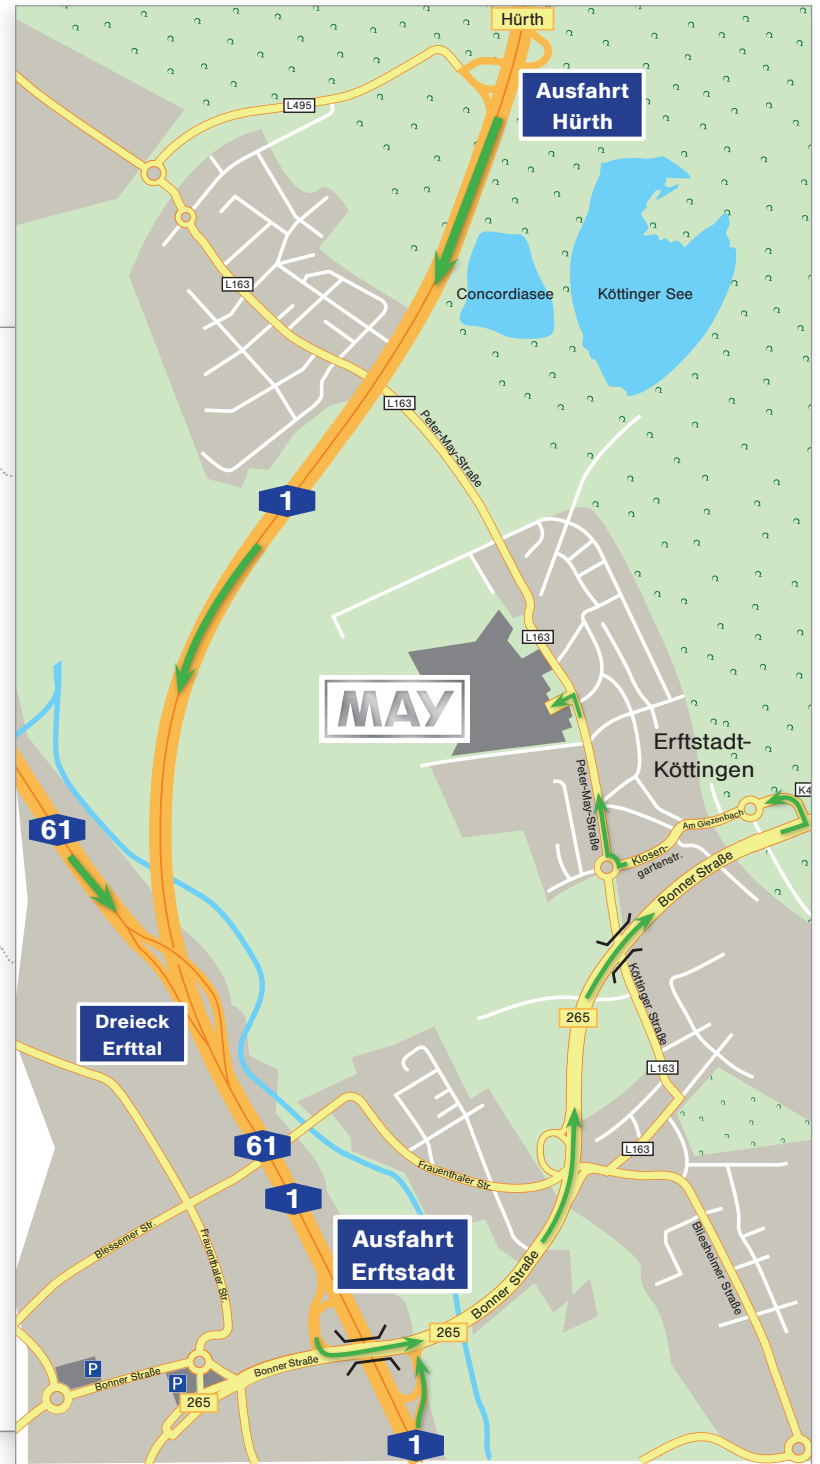 Hürth
Ausfahrt
Hürth
L495
L163
Concordiasee
Köttinger See
L163
Peter-May-Straße
1
L163
MAY
Erftstadt-
Köttingen
Peter-May-Straße
K4
Am Giezenbach
61
Klosen-
gartenstr.
Bonner Straße
Köttinger Straße
265
Dreieck
Erfttal
L163
61
L163
Frauenthaler Str.
1
Blessemer Str.
Frauenthaler Str.
Ausfahrt
Erftstadt
Bliesheimer Straße
Bonner Straße
265
Bonner Straße
P
Bonner Straße
P
265
1